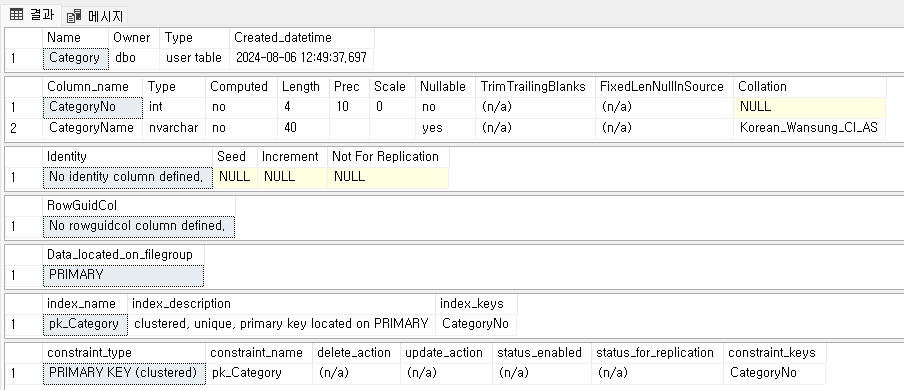 결과 메시지
Name Owner Type Created_datetime
1 Category dbo user table 2024-08-06 12:49:37,697
Column_name Type Computed Length Prec Scale Nullable TrimTrailingBlanks FixedLenNullInSource Collation
1 CategoryNo int no 4 10 0 no (n/a) (n/a) NULL
2 CategoryName nvarchar no 40 yes (n/a) (n/a) Korean_Wansung_CI_AS
Identity Seed Increment Not For Replication
1 No identity column defined, NULL NULL NULL
RowGuidCol
1 No rowguidcol column defined,
Data_located_on_filegroup
1 PRIMARY
index_name index_description index_keys
1 pk_Category clustered, unique, primary key located on PRIMARY CategoryNo
constraint_type constraint_name delete_action update_action status_enabled status_for_replication constraint_keys
1 PRIMARY KEY (clustered) pk_Category (n/a) (n/a) (n/a) (n/a) CategoryNo